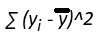 ∑ (yᵢ - y̅)^2